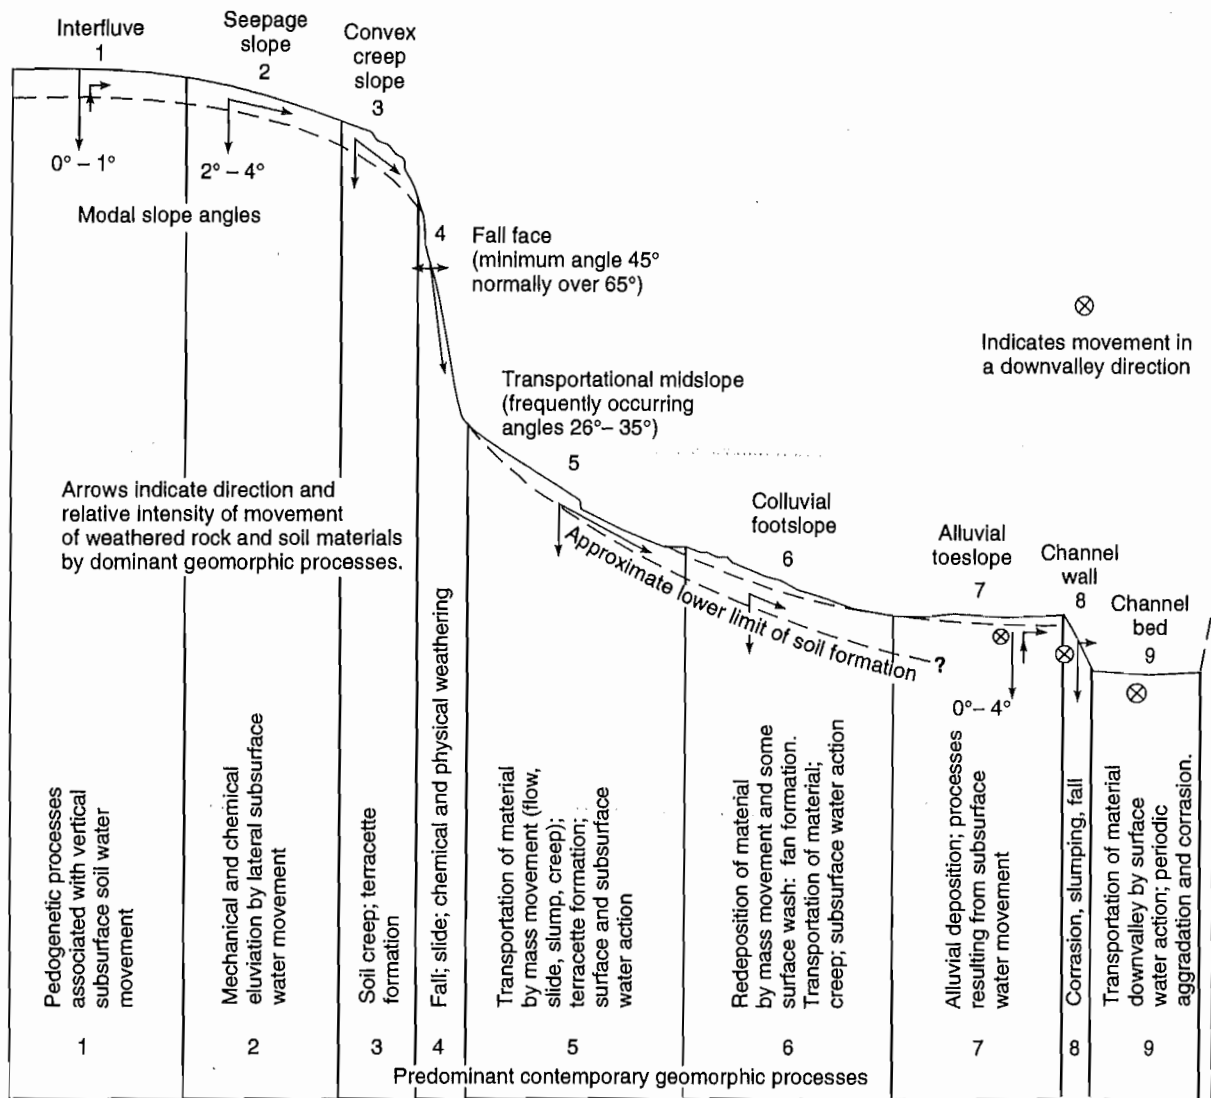 Interfluve
1
Seepage
slope
2
Convex
creep
slope
3
0° – 1°
2° – 4°
Modal slope angles
4
Fall face
(minimum angle 45°
normally over 65°)
⊗
Indicates movement in
a downvalley direction
Transportational midslope
(frequently occurring
angles 26° – 35°)
5
Arrows indicate direction and
relative intensity of movement
of weathered rock and soil materials
by dominant geomorphic processes.
Colluvial
footslope
6
Alluvial
toeslope
7
Channel
wall
8
Channel
bed
9
Approximate lower limit of soil formation
?
0° – 4°
Pedogenetic processes
associated with vertical
subsurface soil water
movement
Mechanical and chemical
eluviation by lateral subsurface
water movement
Soil creep; terracette
formation
Fall; slide; chemical and physical weathering
Transportation of material
by mass movement (flow,
slide, slump, creep);
terracette formation;
surface and subsurface
water action
Redeposition of material
by mass movement and some
surface wash: fan formation.
Transportation of material;
creep; subsurface water action
Alluvial deposition; processes
resulting from subsurface
water movement
Corrasion, slumping, fall
Transportation of material
downvalley by surface
water action; periodic
aggradation and corrasion.
1
2
3
4
5
6
7
8
9
Predominant contemporary geomorphic processes